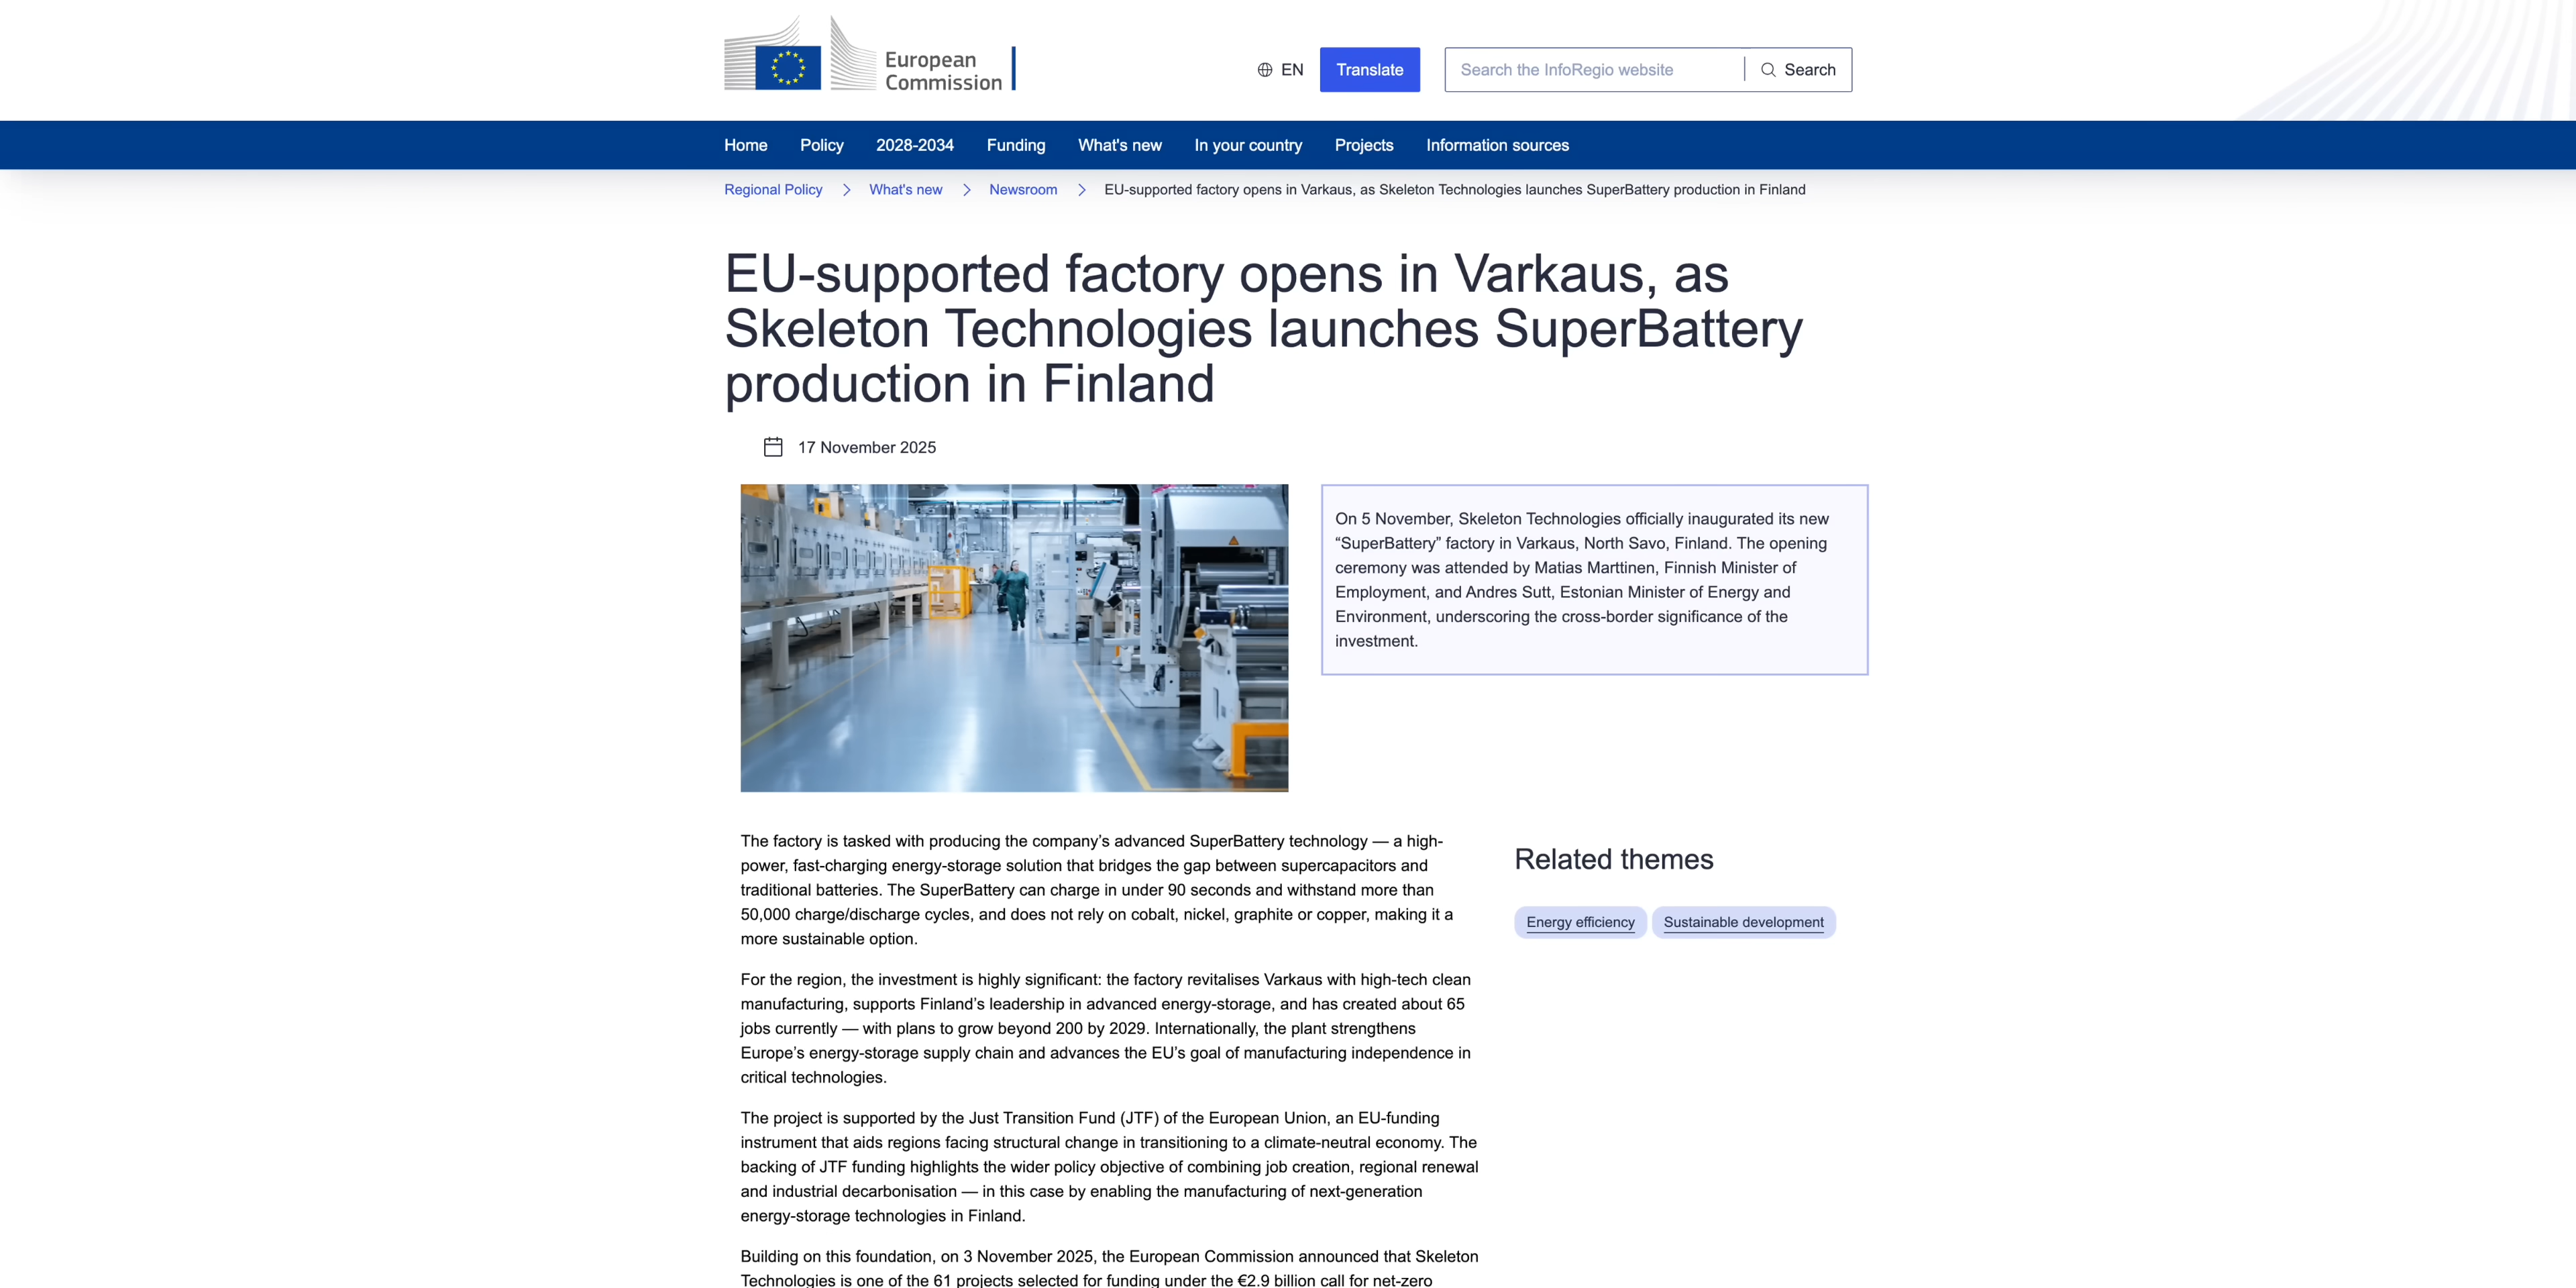 European
Commission
EN
Translate
Search the InfoRegio website
Search
Home
Policy
2028-2034
Funding
What's new
In your country
Projects
Information sources
Regional Policy
What's new
Newsroom
EU-supported factory opens in Varkaus, as Skeleton Technologies launches SuperBattery production in Finland
EU-supported factory opens in Varkaus, as
Skeleton Technologies launches SuperBattery
production in Finland
17 November 2025
On 5 November, Skeleton Technologies officially inaugurated its new
“SuperBattery” factory in Varkaus, North Savo, Finland. The opening
ceremony was attended by Matias Marttinen, Finnish Minister of
Employment, and Andres Sutt, Estonian Minister of Energy and
Environment, underscoring the cross-border significance of the
investment.
The factory is tasked with producing the company’s advanced SuperBattery technology — a high-
power, fast-charging energy-storage solution that bridges the gap between supercapacitors and
traditional batteries. The SuperBattery can charge in under 90 seconds and withstand more than
50,000 charge/discharge cycles, and does not rely on cobalt, nickel, graphite or copper, making it a
more sustainable option.
For the region, the investment is highly significant: the factory revitalises Varkaus with high-tech clean
manufacturing, supports Finland’s leadership in advanced energy-storage, and has created about 65
jobs currently — with plans to grow beyond 200 by 2029. Internationally, the plant strengthens
Europe’s energy-storage supply chain and advances the EU’s goal of manufacturing independence in
critical technologies.
The project is supported by the Just Transition Fund (JTF) of the European Union, an EU-funding
instrument that aids regions facing structural change in transitioning to a climate-neutral economy. The
backing of JTF funding highlights the wider policy objective of combining job creation, regional renewal
and industrial decarbonisation — in this case by enabling the manufacturing of next-generation
energy-storage technologies in Finland.
Building on this foundation, on 3 November 2025, the European Commission announced that Skeleton
Technologies is one of the 61 projects selected for funding under the €2.9 billion call for net-zero
Related themes
Energy efficiency
Sustainable development